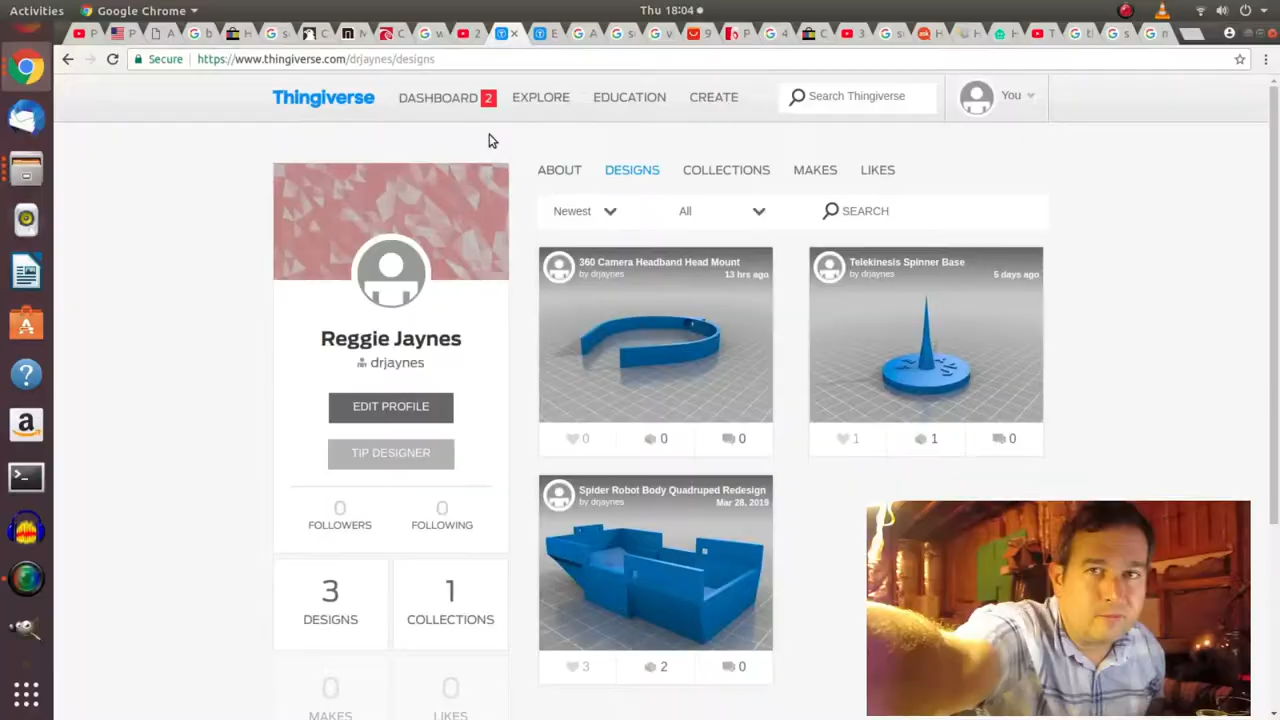 Activities
Google Chrome
Thu 18:04
Secure
https://www.thingiverse.com/drjaynes/designs
Thingiverse
DASHBOARD 2
EXPLORE
EDUCATION
CREATE
Search Thingiverse
You
ABOUT
DESIGNS
COLLECTIONS
MAKES
LIKES
Newest
All
SEARCH
Reggie Jaynes
drjaynes
EDIT PROFILE
TIP DESIGNER
0
FOLLOWERS
0
FOLLOWING
3
DESIGNS
1
COLLECTIONS
0
MAKES
0
LIKES
360 Camera Headband Head Mount
by drjaynes
13 hrs ago
0
0
0
Telekinesis Spinner Base
by drjaynes
5 days ago
1
1
0
Spider Robot Body Quadruped Redesign
by drjaynes
Mar 28, 2019
3
2
0